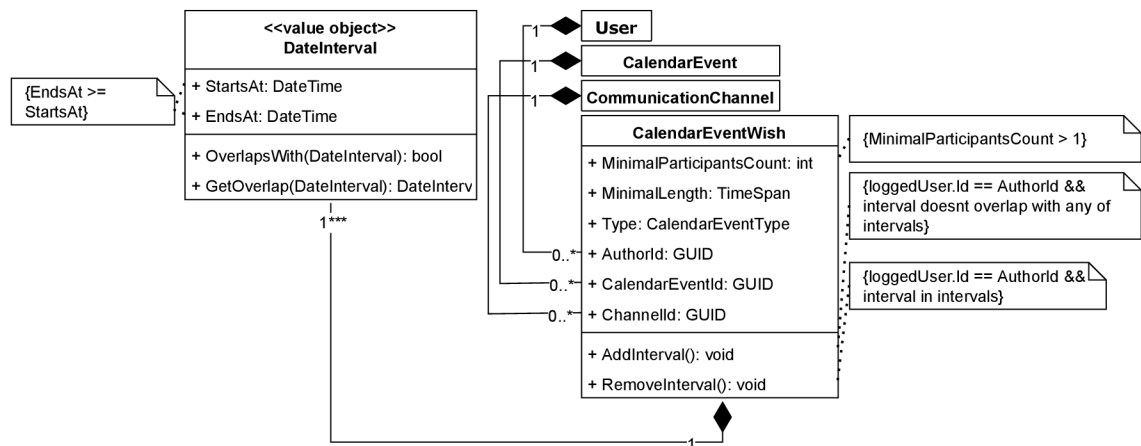 <<value object>>
DateInterval
+ StartsAt: DateTime
+ EndsAt: DateTime
+ OverlapsWith(DateInterval): bool
+ GetOverlap(DateInterval): DateInterv
{EndsAt >=
StartsAt}
1***
1
User
1
CalendarEvent
1
CommunicationChannel
1
CalendarEventWish
+ MinimalParticipantsCount: int
+ MinimalLength: TimeSpan
+ Type: CalendarEventType
+ AuthorId: GUID
+ CalendarEventId: GUID
+ ChannelId: GUID
+ AddInterval(): void
+ RemoveInterval(): void
0..*
0..*
0..*
{MinimalParticipantsCount > 1}
{loggedUser.Id == AuthorId &&
interval doesnt overlap with any of
intervals}
{loggedUser.Id == AuthorId &&
interval in intervals}